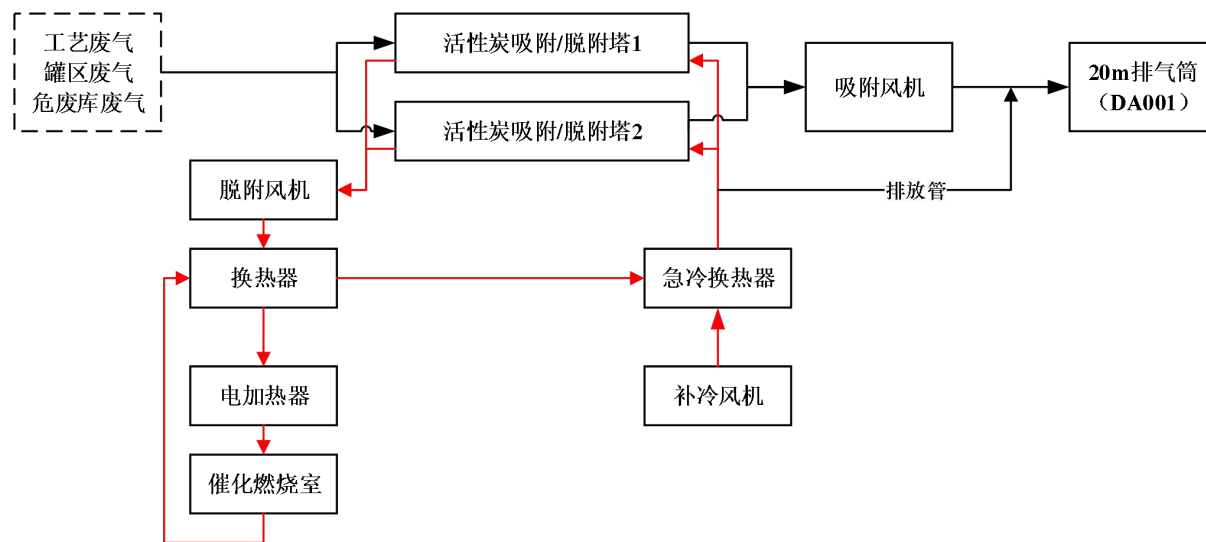 工艺废气
罐区废气
危废库废气
活性炭吸附/脱附塔1
活性炭吸附/脱附塔2
吸附风机
20m排气筒
（DA001）
脱附风机
排放管
换热器
急冷换热器
电加热器
补冷风机
催化燃烧室